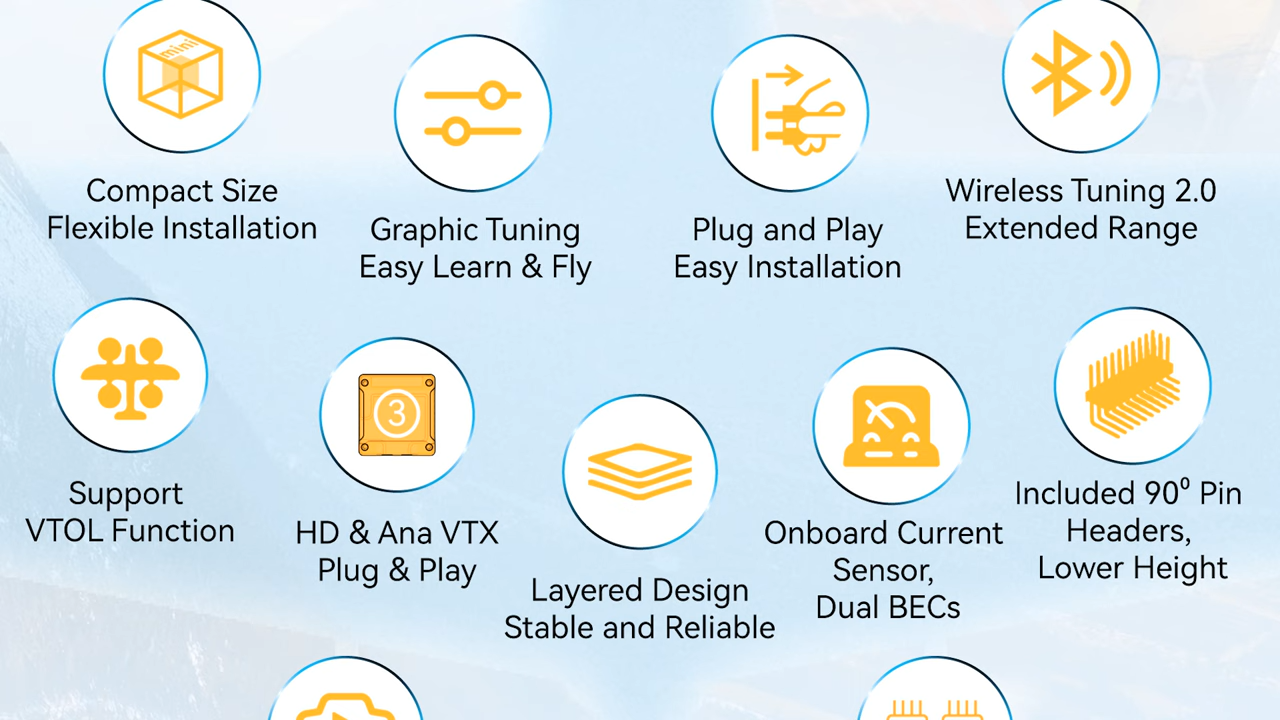 mini
Compact Size
Flexible Installation
Graphic Tuning
Easy Learn & Fly
Plug and Play
Easy Installation
Wireless Tuning 2.0
Extended Range
Support
VTOL Function
3
HD & Ana VTX
Plug & Play
Layered Design
Stable and Reliable
Onboard Current
Sensor,
Dual BECs
Included 90⁰ Pin
Headers,
Lower Height